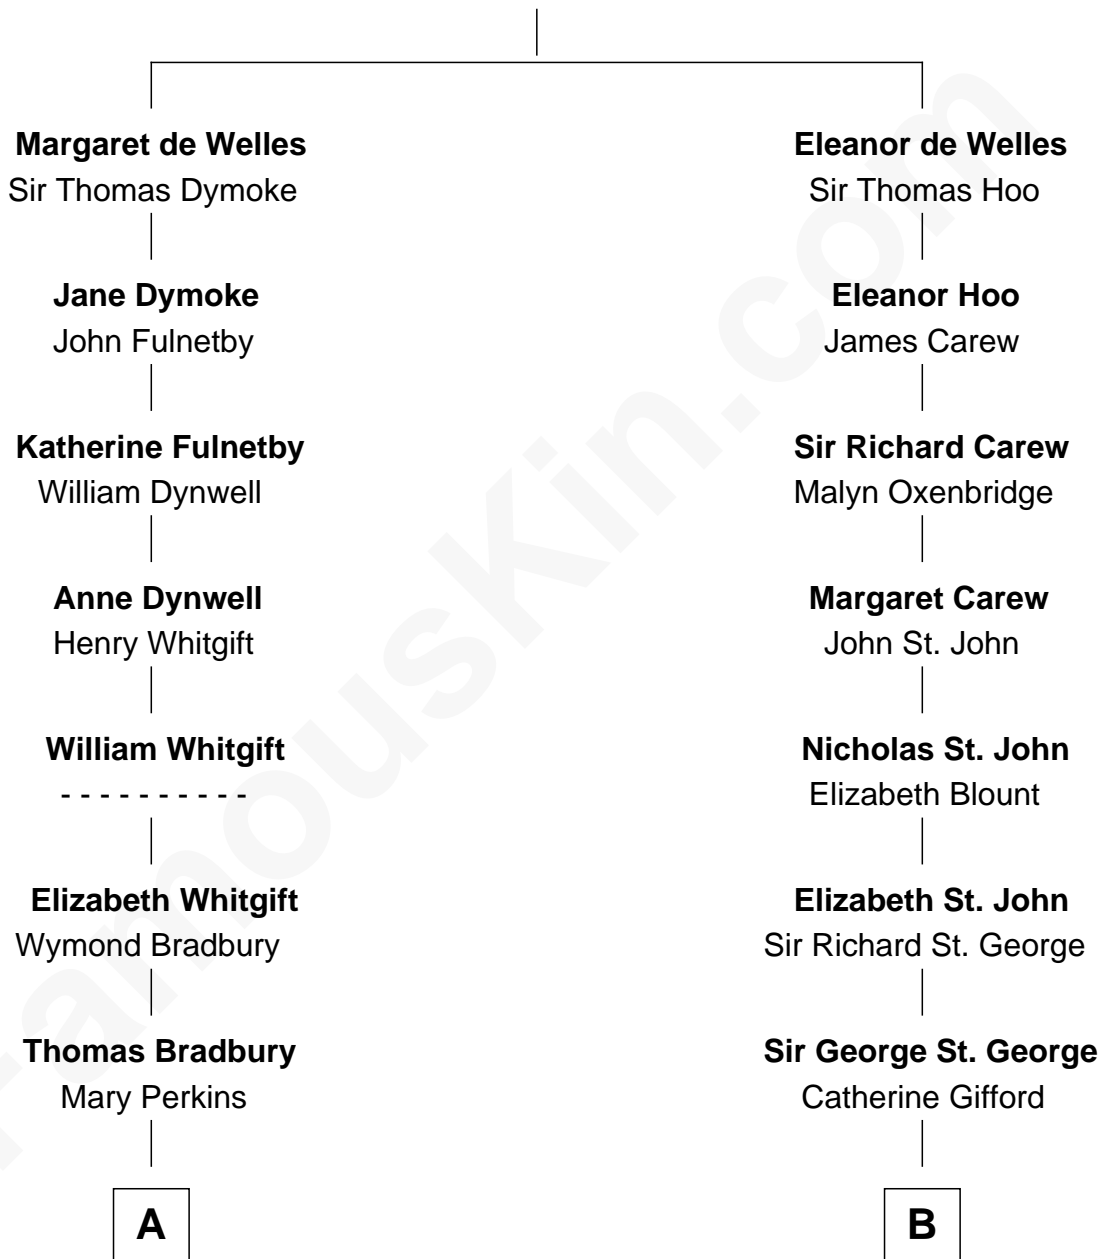 Margaret de Welles
Sir Thomas Dymoke
Jane Dymoke
John Fulnetby
Katherine Fulnetby
William Dynwell
Anne Dynwell
Henry Whitgift
William Whitgift
- - - - - - - - - -
Elizabeth Whitgift
Wymond Bradbury
Thomas Bradbury
Mary Perkins
A
Eleanor de Welles
Sir Thomas Hoo
Eleanor Hoo
James Carew
Sir Richard Carew
Malyn Oxenbridge
Margaret Carew
John St. John
Nicholas St. John
Elizabeth Blount
Elizabeth St. John
Sir Richard St. George
Sir George St. George
Catherine Gifford
B
FamousKin.com